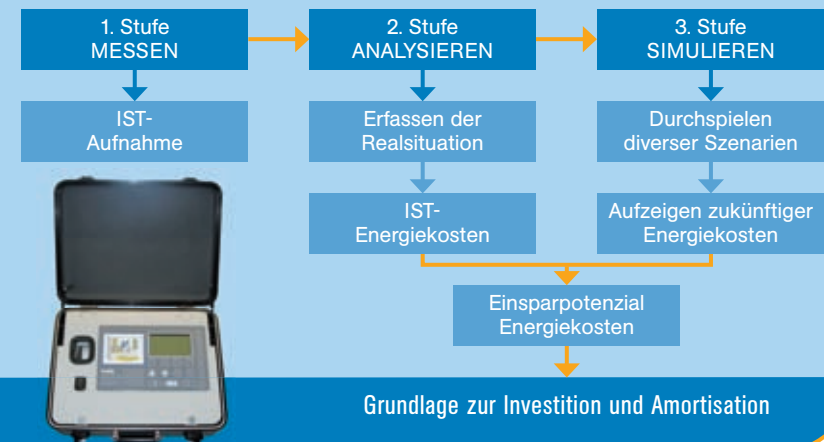 1. Stufe
MESSEN
2. Stufe
ANALYSIEREN
3. Stufe
SIMULIEREN
IST-
Aufnahme
Erfassen der
Realsituation
Durchspielen
diverser Szenarien
IST-
Energiekosten
Aufzeigen zukünftiger
Energiekosten
Einsparpotenzial
Energiekosten
Grundlage zur Investition und Amortisation